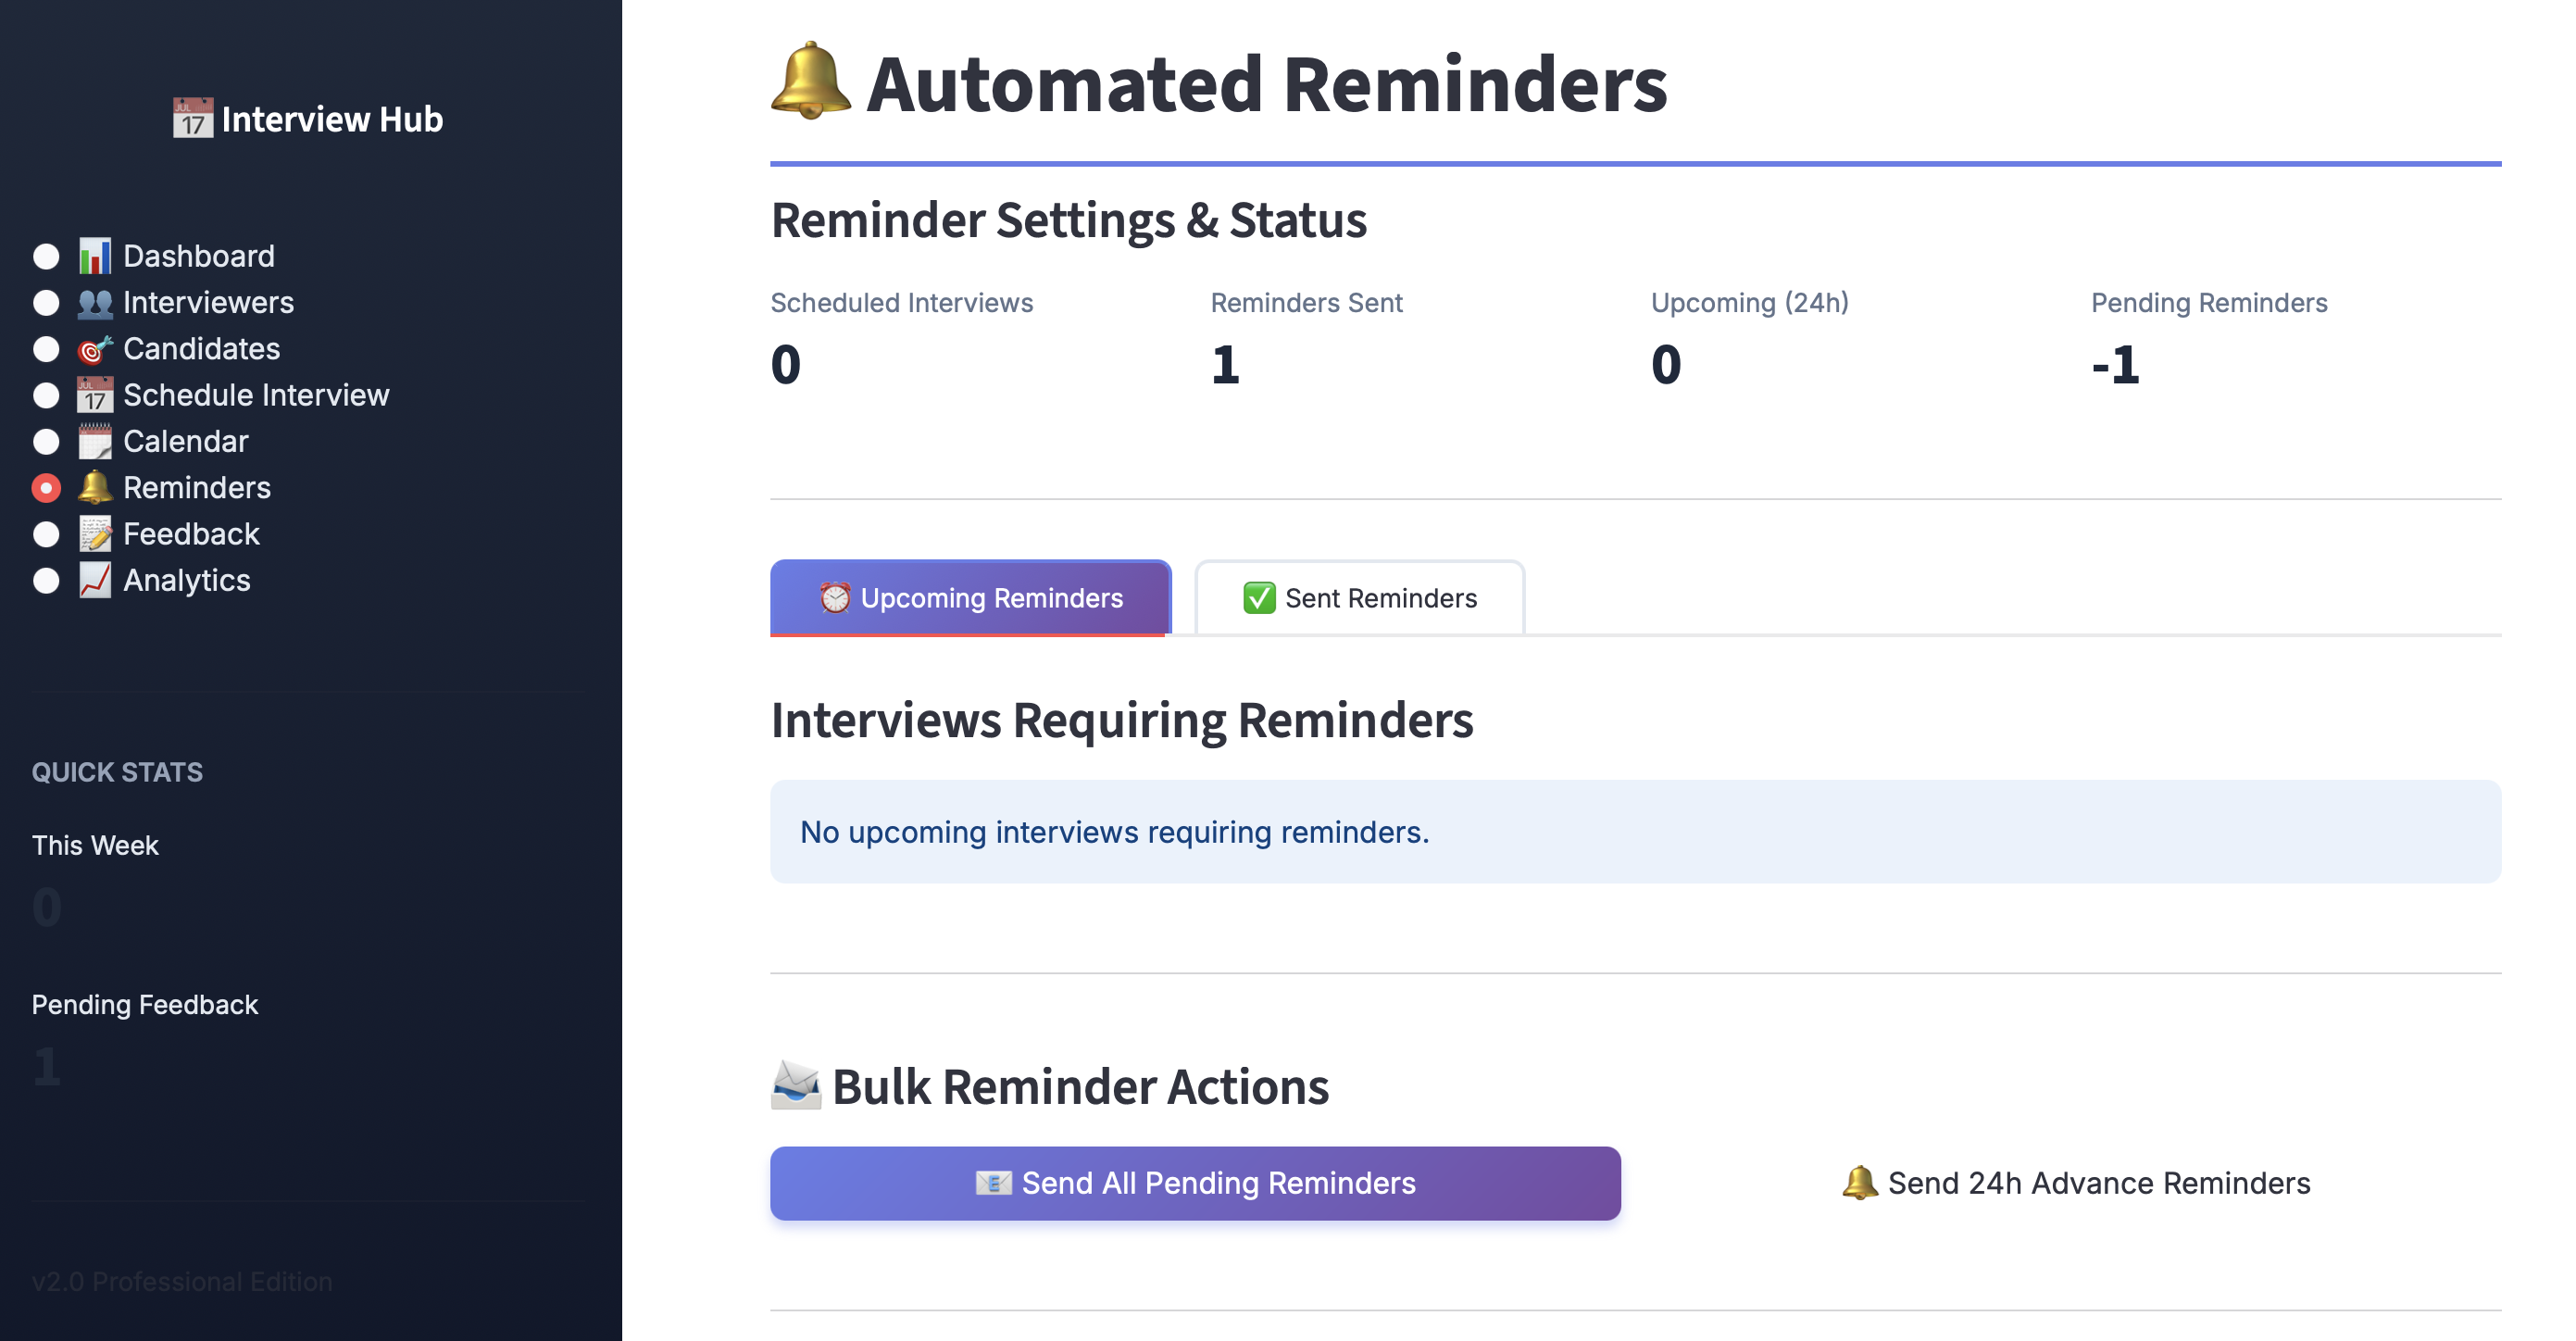 Interview Hub
Dashboard
Interviewers
Candidates
Schedule Interview
Calendar
Reminders
Feedback
Analytics
QUICK STATS
This Week
0
Pending Feedback
1
v2.0 Professional Edition
Automated Reminders
Reminder Settings & Status
Scheduled Interviews
0
Reminders Sent
1
Upcoming (24h)
0
Pending Reminders
-1
Upcoming Reminders
Sent Reminders
Interviews Requiring Reminders
No upcoming interviews requiring reminders.
Bulk Reminder Actions
Send All Pending Reminders
Send 24h Advance Reminders